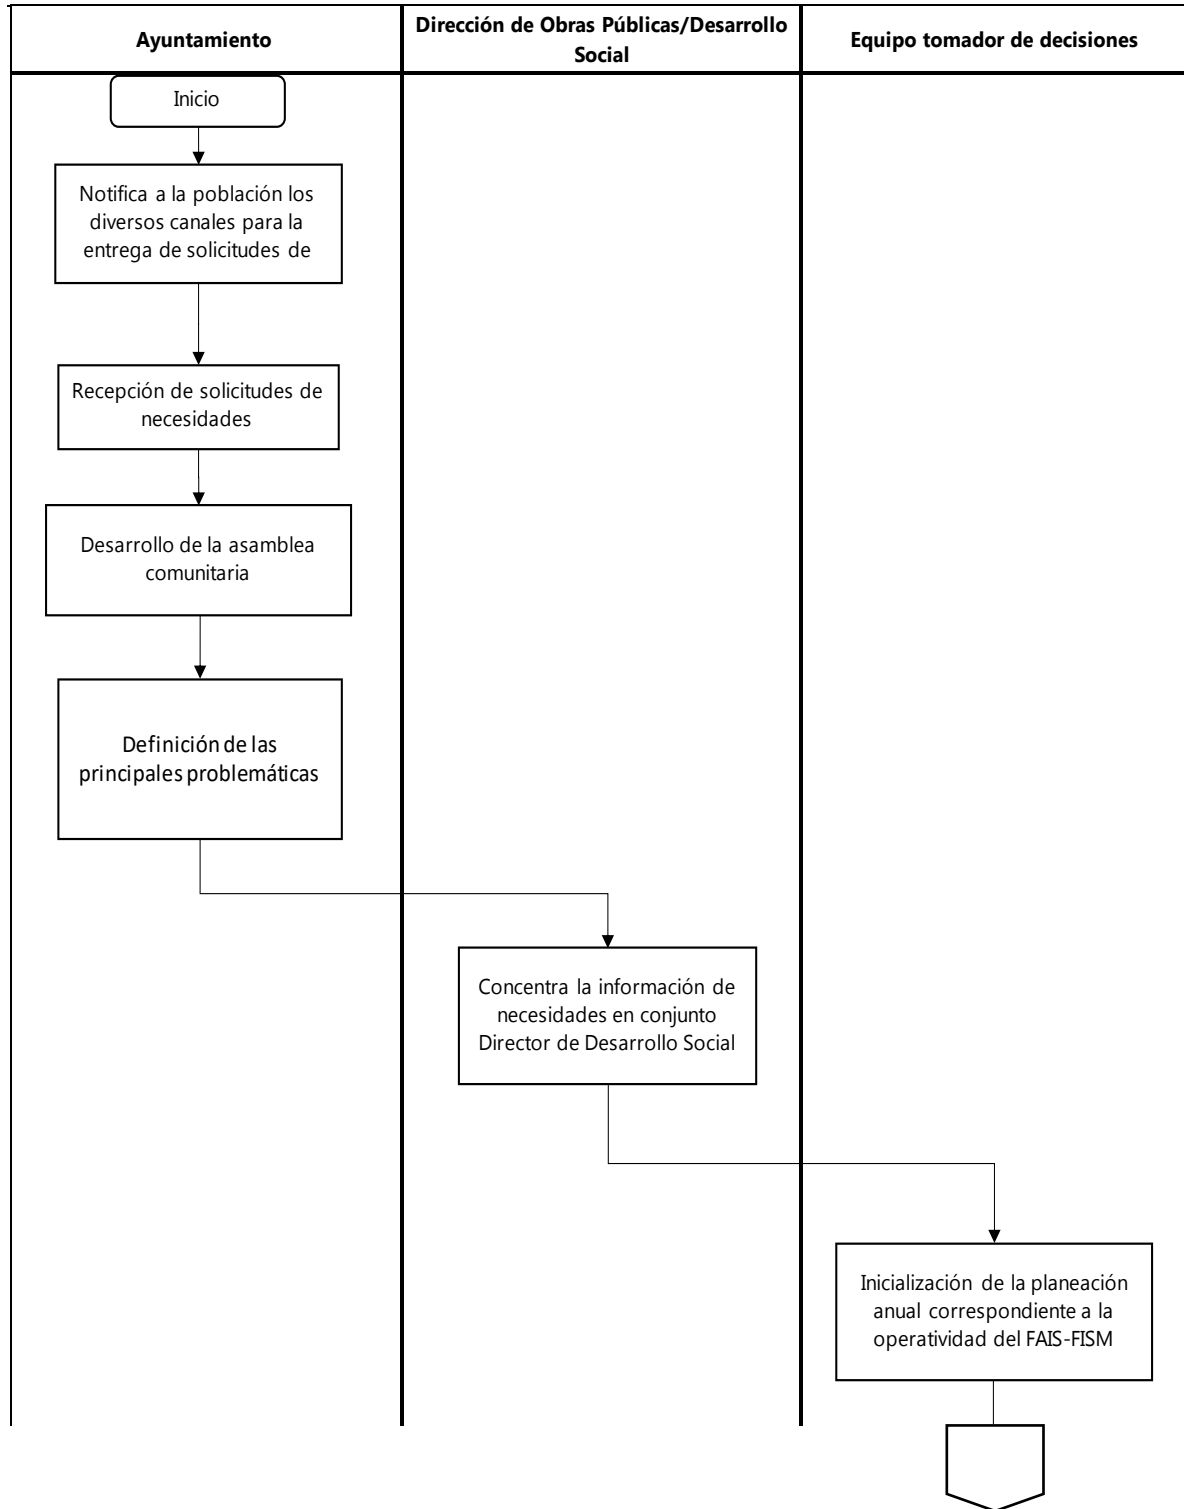 Ayuntamiento
Dirección de Obras Públicas/Desarrollo
Social
Equipo tomador de decisiones
Inicio
Notifica a la población los
diversos canales para la
entrega de solicitudes de
Recepción de solicitudes de
necesidades
Desarrollo de la asamblea
comunitaria
Definición de las
principales problemáticas
Concentra la información de
necesidades en conjunto
Director de Desarrollo Social
Inicialización de la planeación
anual correspondiente a la
operatividad del FAIS-FISM